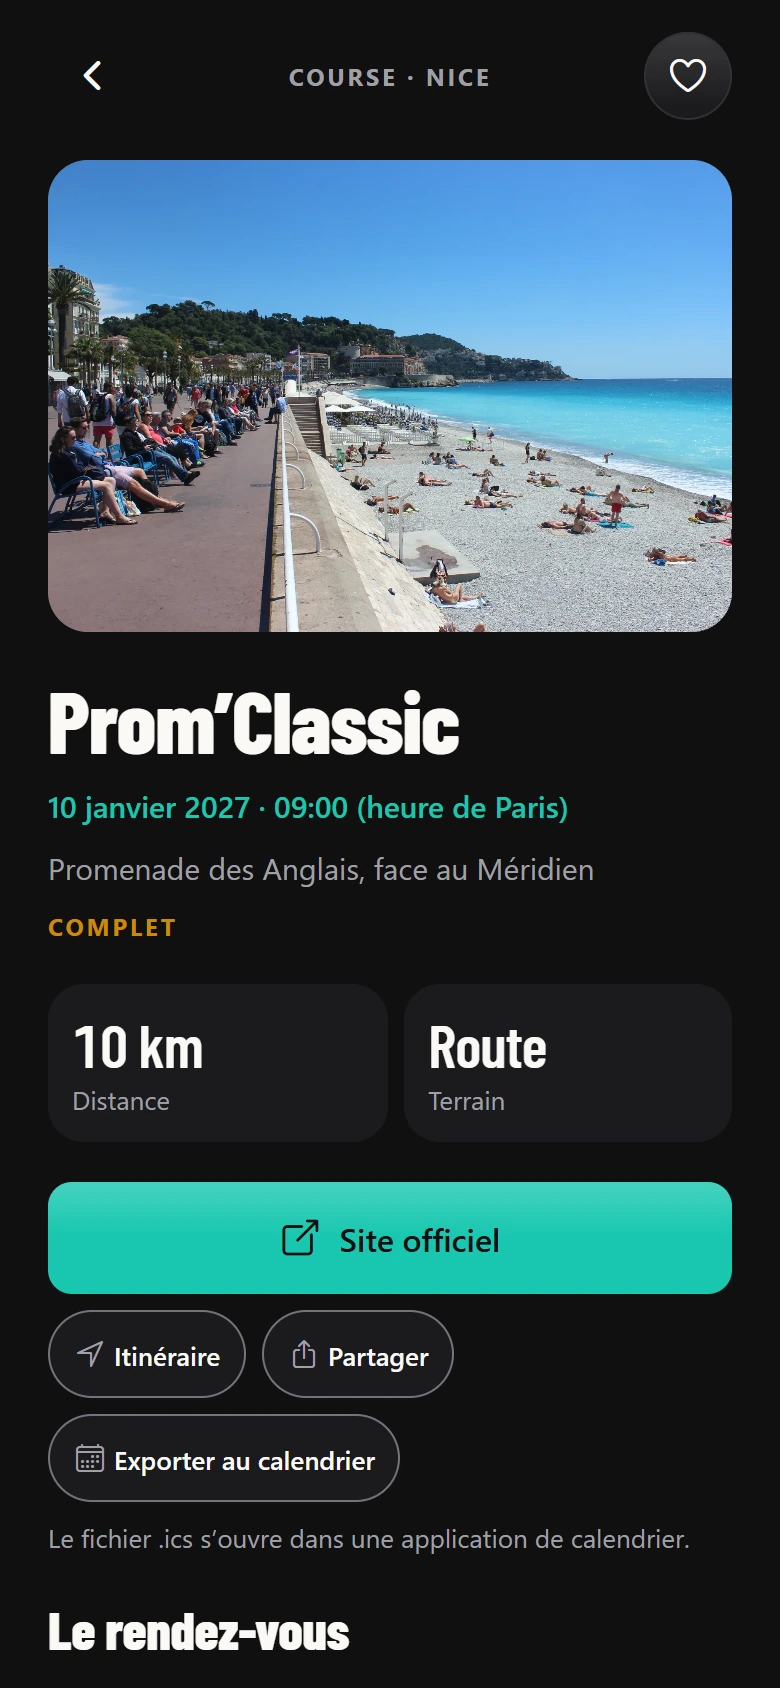 COURSE · NICE
Prom’Classic
10 janvier 2027 · 09:00 (heure de Paris)
Promenade des Anglais, face au Méridien
COMPLET
10 km
Distance
Route
Terrain
Site officiel
Itinéraire
Partager
Exporter au calendrier
Le fichier .ics s’ouvre dans une application de calendrier.
Le rendez-vous